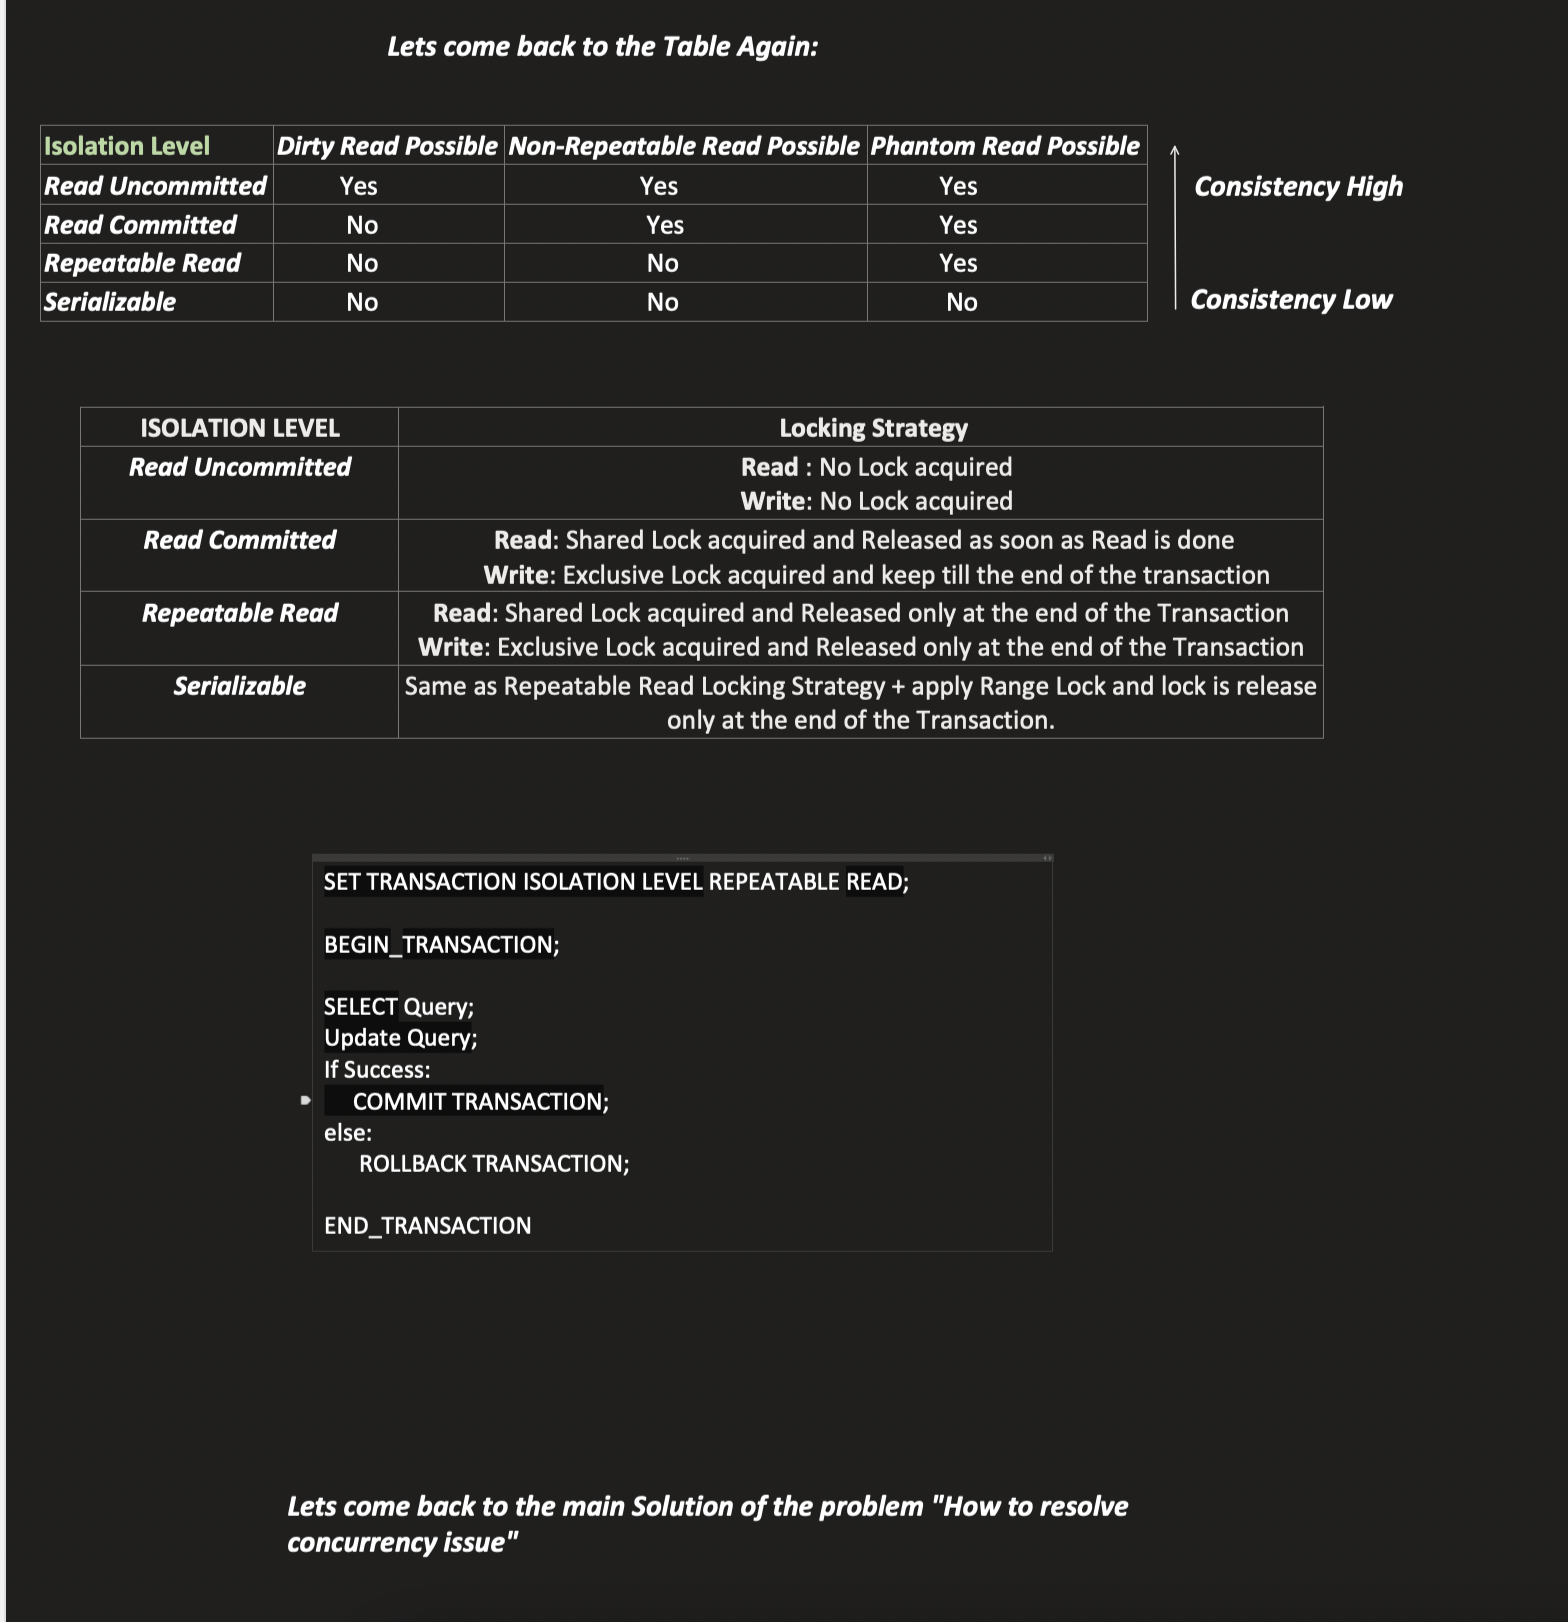 Lets come back to the Table Again:
Isolation Level Dirty Read Possible Non-Repeatable Read Possible Phantom Read Possible
Read Uncommitted Yes Yes Yes Consistency High
Read Committed No Yes Yes
Repeatable Read No No Yes
Serializable No No No Consistency Low
ISOLATION LEVEL Locking Strategy
Read Uncommitted Read : No Lock acquired
Write: No Lock acquired
Read Committed Read: Shared Lock acquired and Released as soon as Read is done
Write: Exclusive Lock acquired and keep till the end of the transaction
Repeatable Read Read: Shared Lock acquired and Released only at the end of the Transaction
Write: Exclusive Lock acquired and Released only at the end of the Transaction
Serializable Same as Repeatable Read Locking Strategy + apply Range Lock and lock is release
only at the end of the Transaction.
SET TRANSACTION ISOLATION LEVEL REPEATABLE READ;
BEGIN_TRANSACTION;
SELECT Query;
Update Query;
If Success:
COMMIT TRANSACTION;
else:
ROLLBACK TRANSACTION;
END_TRANSACTION
Lets come back to the main Solution of the problem "How to resolve
concurrency issue"